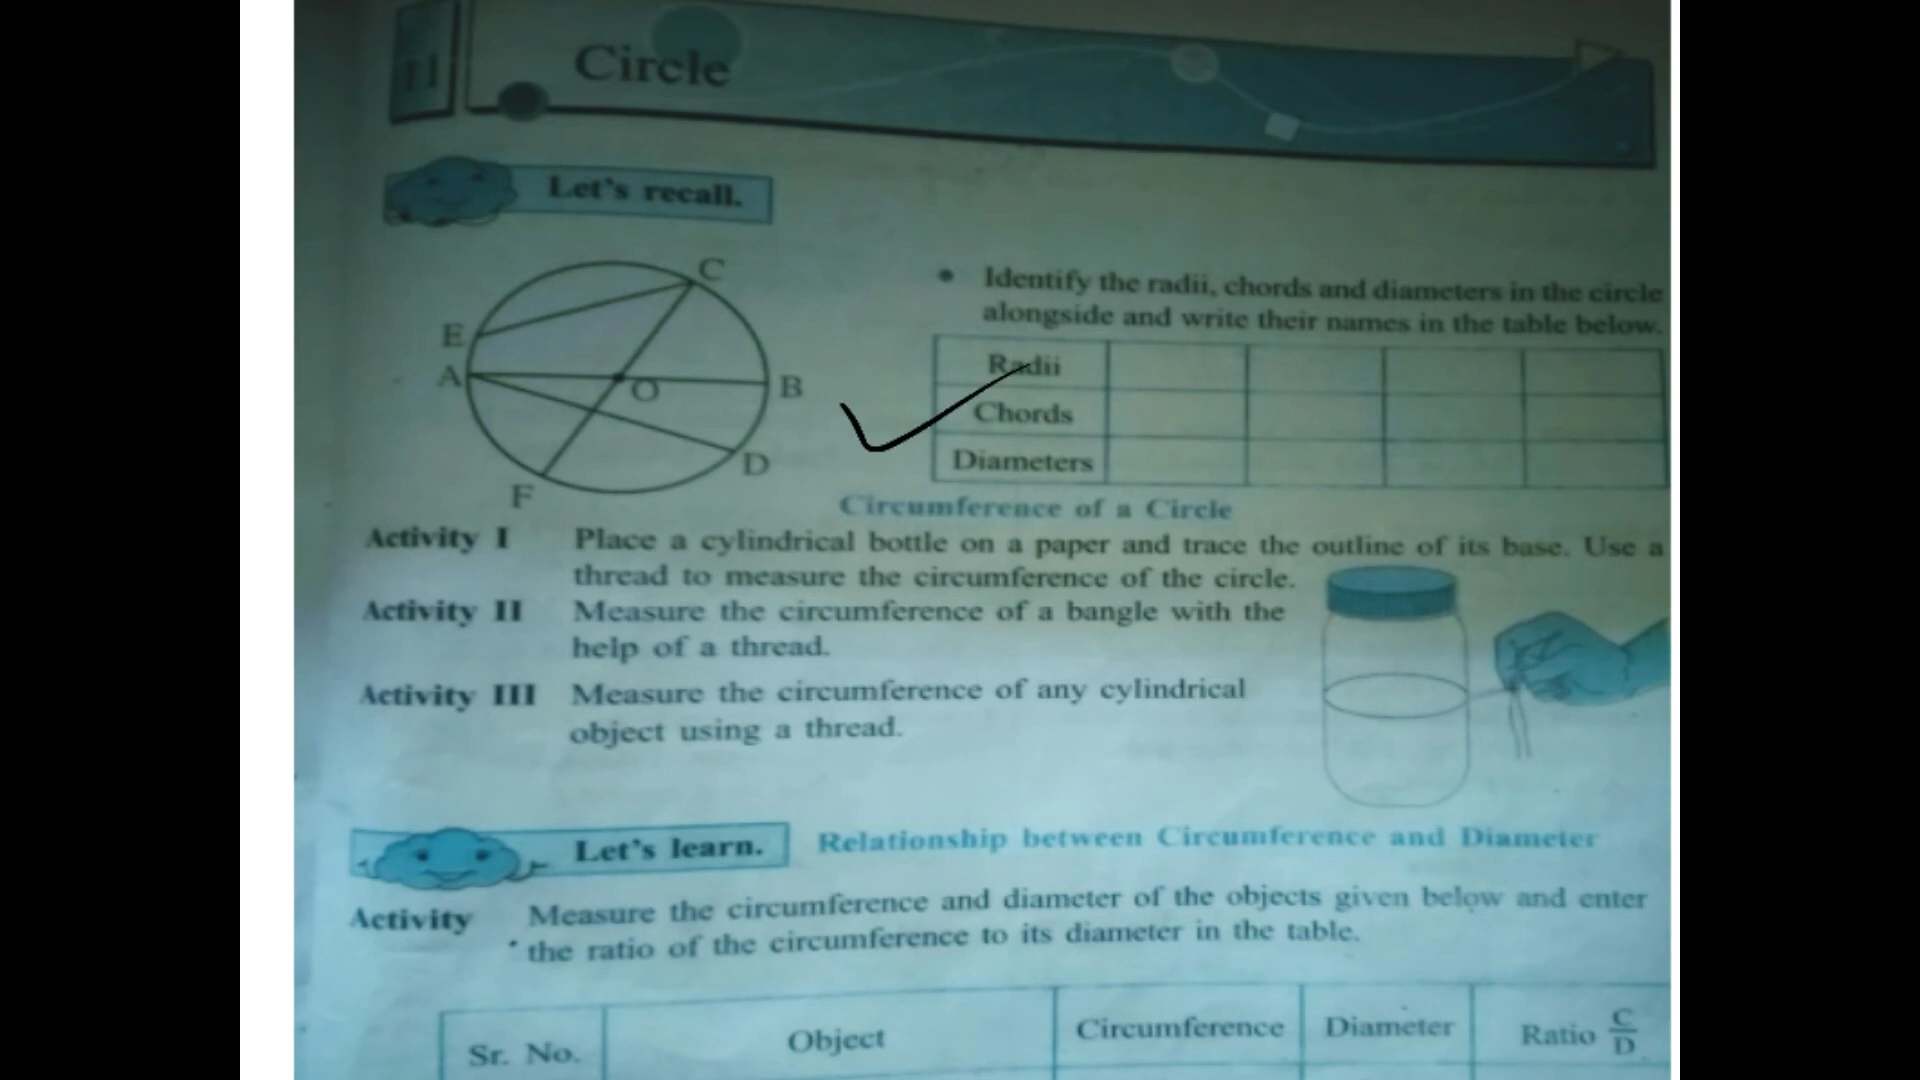 11
Circle
Let's recall.
C
E
A
O
B
D
F
• Identify the radii, chords and diameters in the circle
alongside and write their names in the table below.
Radii
Chords
Diameters
Circumference of a Circle
Activity I Place a cylindrical bottle on a paper and trace the outline of its base. Use a
thread to measure the circumference of the circle.
Activity II Measure the circumference of a bangle with the
help of a thread.
Activity III Measure the circumference of any cylindrical
object using a thread.
Let's learn. Relationship between Circumference and Diameter
Activity Measure the circumference and diameter of the objects given below and enter
the ratio of the circumference to its diameter in the table.
Sr. No. Object Circumference Diameter Ratio C/D